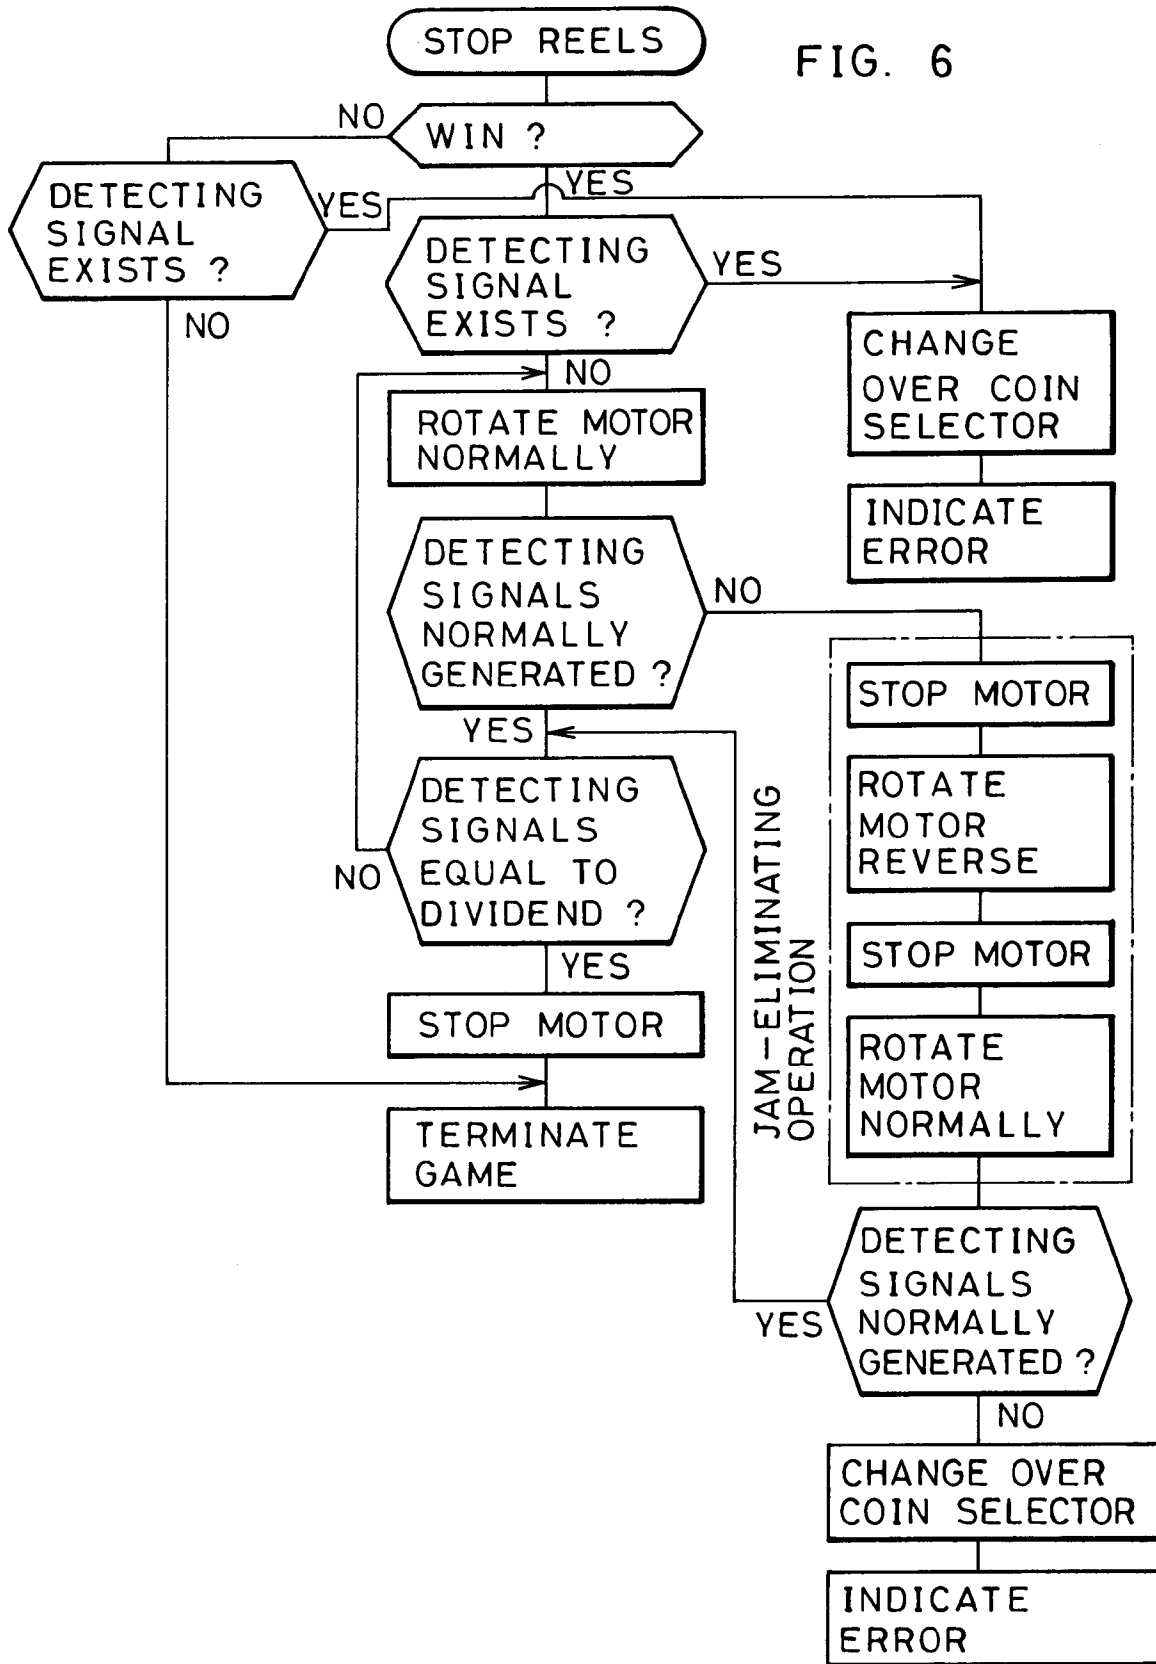 STOP REELS
FIG. 6
NO
WIN ?
YES
DETECTING
SIGNAL
EXISTS ?
YES
NO
DETECTING
SIGNAL
EXISTS ?
YES
NO
CHANGE
OVER COIN
SELECTOR
INDICATE
ERROR
ROTATE MOTOR
NORMALLY
DETECTING
SIGNALS
NORMALLY
GENERATED ?
NO
YES
DETECTING
SIGNALS
EQUAL TO
DIVIDEND ?
NO
YES
STOP MOTOR
TERMINATE
GAME
JAM-ELIMINATING
OPERATION
STOP MOTOR
ROTATE
MOTOR
REVERSE
STOP MOTOR
ROTATE
MOTOR
NORMALLY
DETECTING
SIGNALS
NORMALLY
GENERATED ?
YES
NO
CHANGE OVER
COIN SELECTOR
INDICATE
ERROR